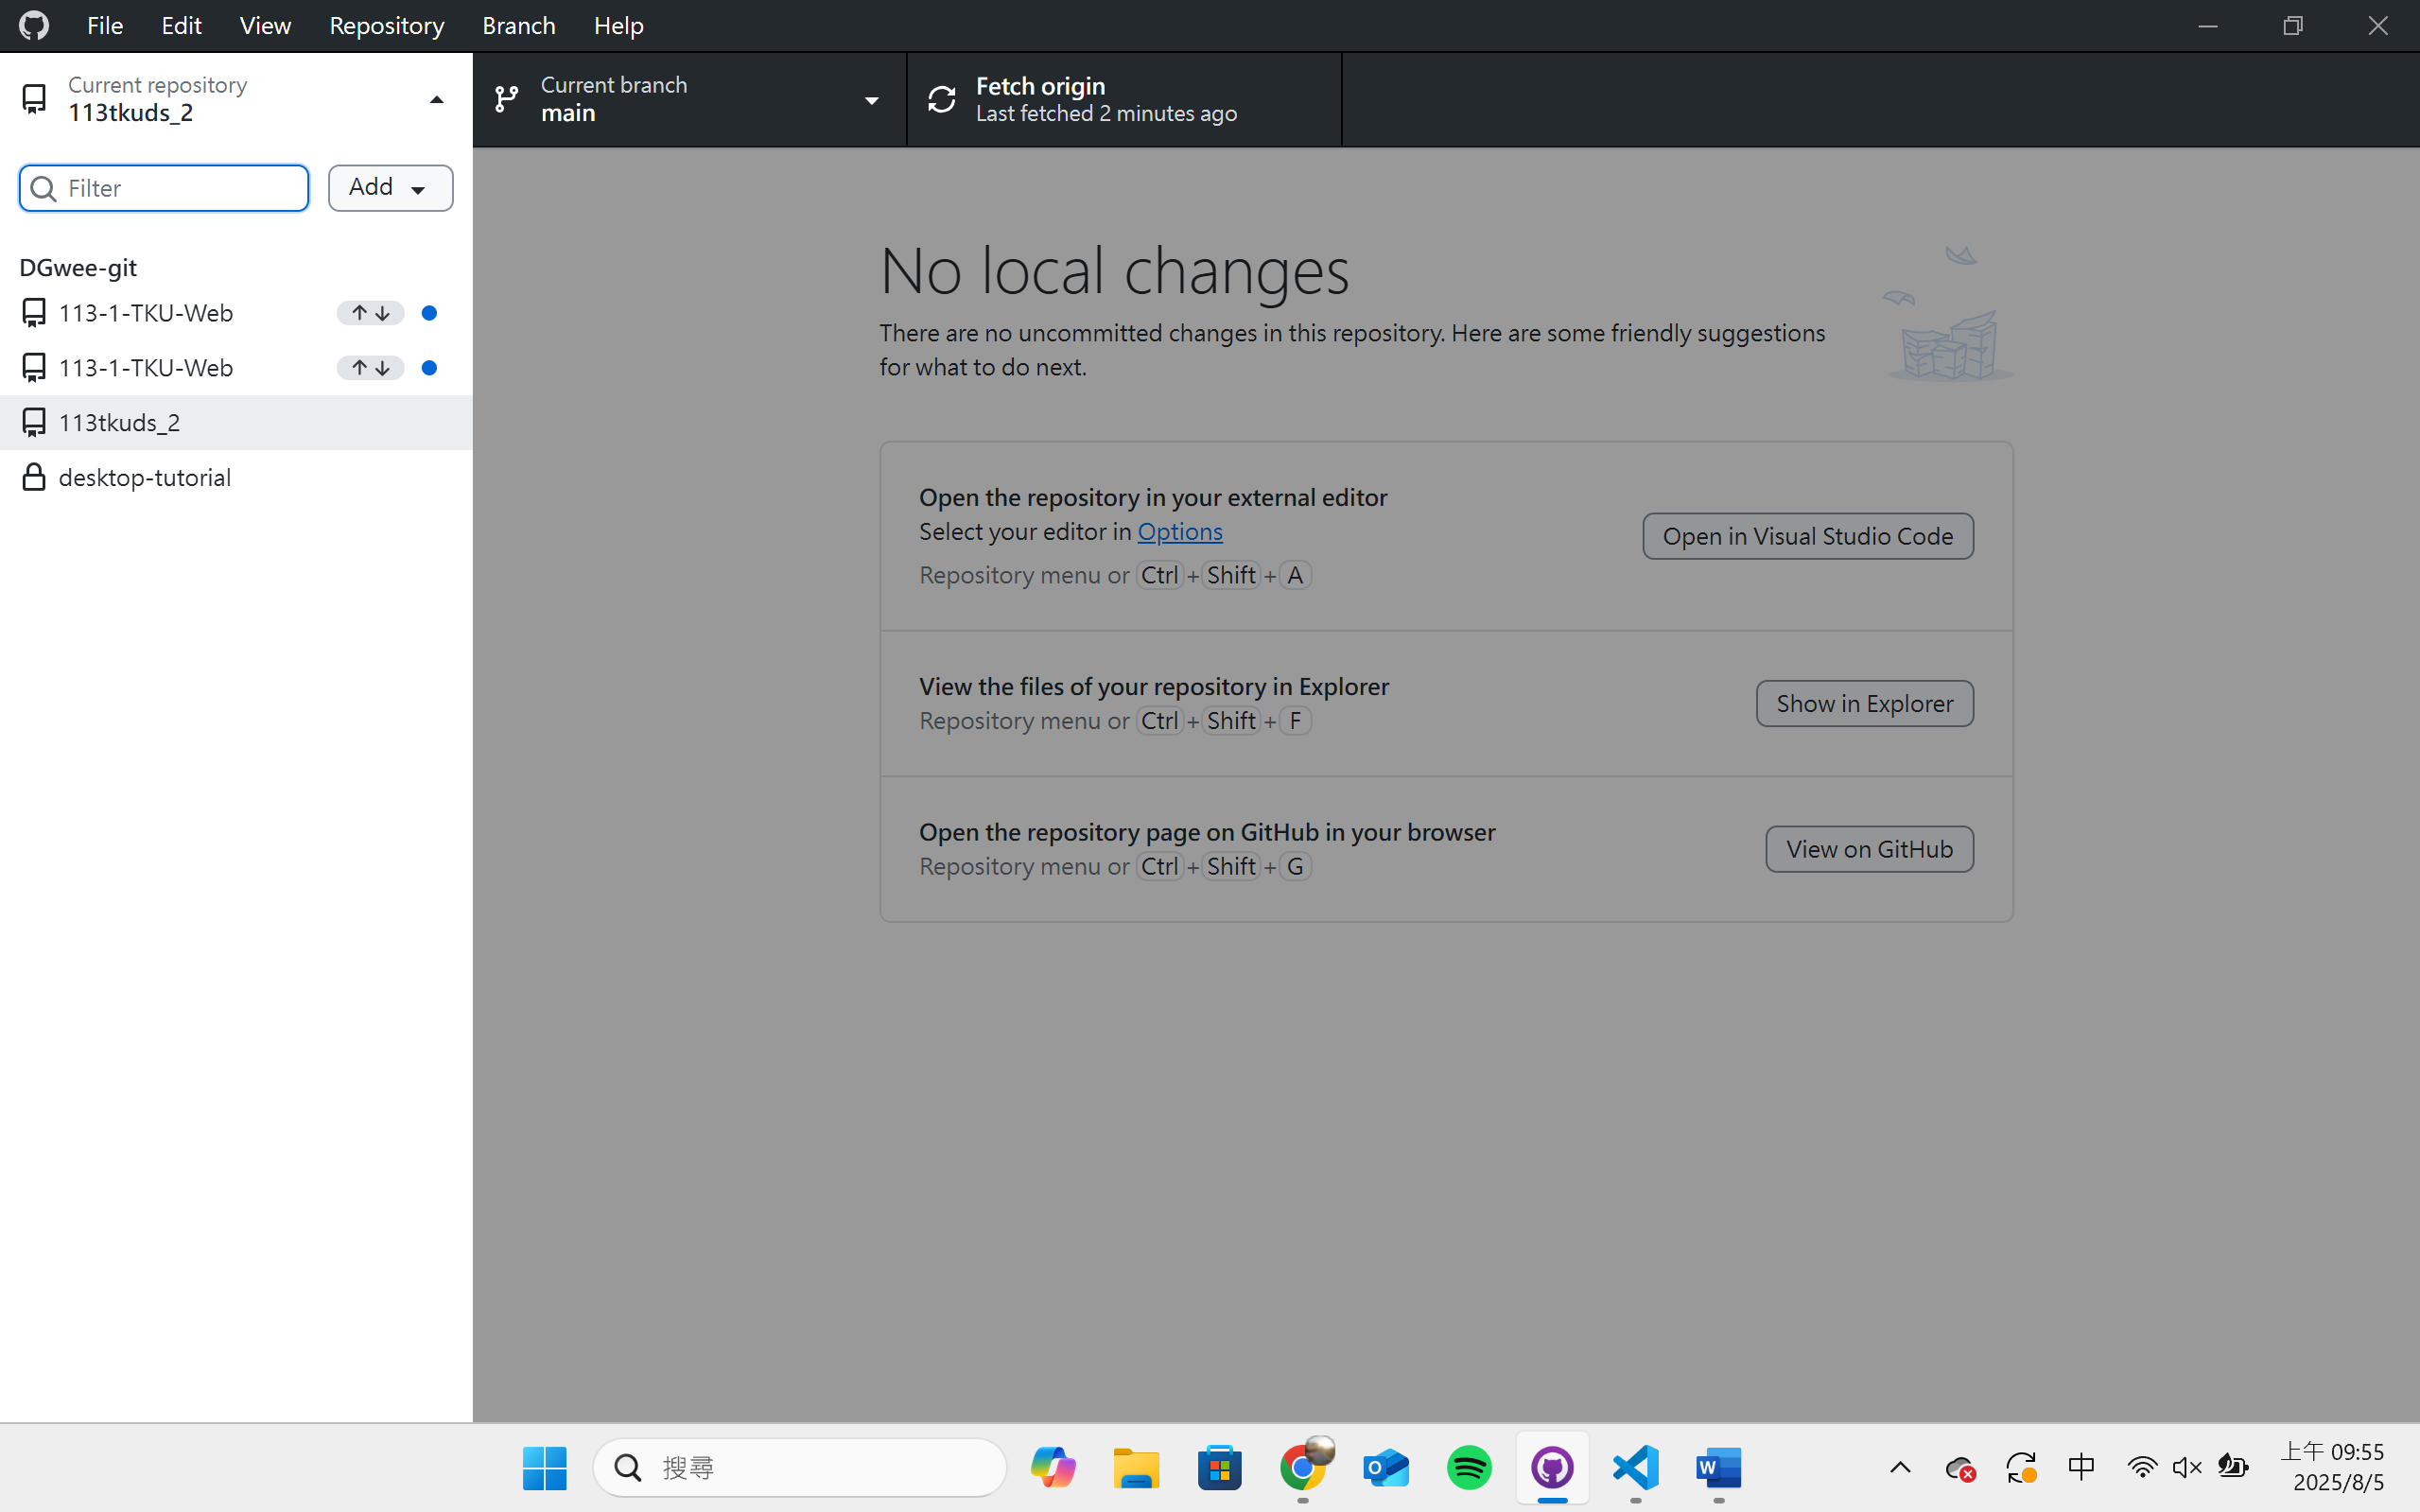 File Edit View Repository Branch Help
Current repository
113tkuds_2
Current branch
main
Fetch origin
Last fetched 2 minutes ago
Filter
Add
DGwee-git
113-1-TKU-Web
113-1-TKU-Web
113tkuds_2
desktop-tutorial
No local changes
There are no uncommitted changes in this repository. Here are some friendly suggestions
for what to do next.
Open the repository in your external editor
Select your editor in Options
Repository menu or Ctrl + Shift + A
Open in Visual Studio Code
View the files of your repository in Explorer
Repository menu or Ctrl + Shift + F
Show in Explorer
Open the repository page on GitHub in your browser
Repository menu or Ctrl + Shift + G
View on GitHub
搜尋
中
上午 09:55
2025/8/5